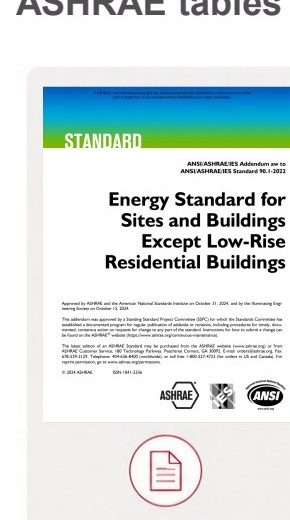 ASHRAE tables
STANDARD
ANSI/ASHRAE/IES Addendum aw to
ANSI/ASHRAE/IES Standard 90.1-2022
Energy Standard for
Sites and Buildings
Except Low-Rise
Residential Buildings
Approved by ASHRAE and the American National Standards Institute on October 31, 2024, and by the Illuminating Engi-
neering Society on October 15, 2024.
This addendum was approved by a Standing Standard Project Committee (SSPC) for which the Standards Committee has
established a documented program for regular publication of addenda or revisions, including procedures for timely, docu-
mented, consensus action on requests for change to any part of the standard. Instructions for how to submit a change can
be found on the ASHRAE® website (https://www.ashrae.org/continuous-maintenance).
The latest edition of an ASHRAE Standard may be purchased from the ASHRAE website (www.ashrae.org) or from
ASHRAE Customer Service, 180 Technology Parkway, Peachtree Corners, GA 30092. E-mail: orders@ashrae.org. Fax:
678-539-2129. Telephone: 404-636-8400 (worldwide), or toll free 1-800-527-4723 (for orders in US and Canada). For
reprint permission, go to www.ashrae.org/permissions.
© 2024 ASHRAE ISSN 1041-2336
ASHRAE
IES
ANSI